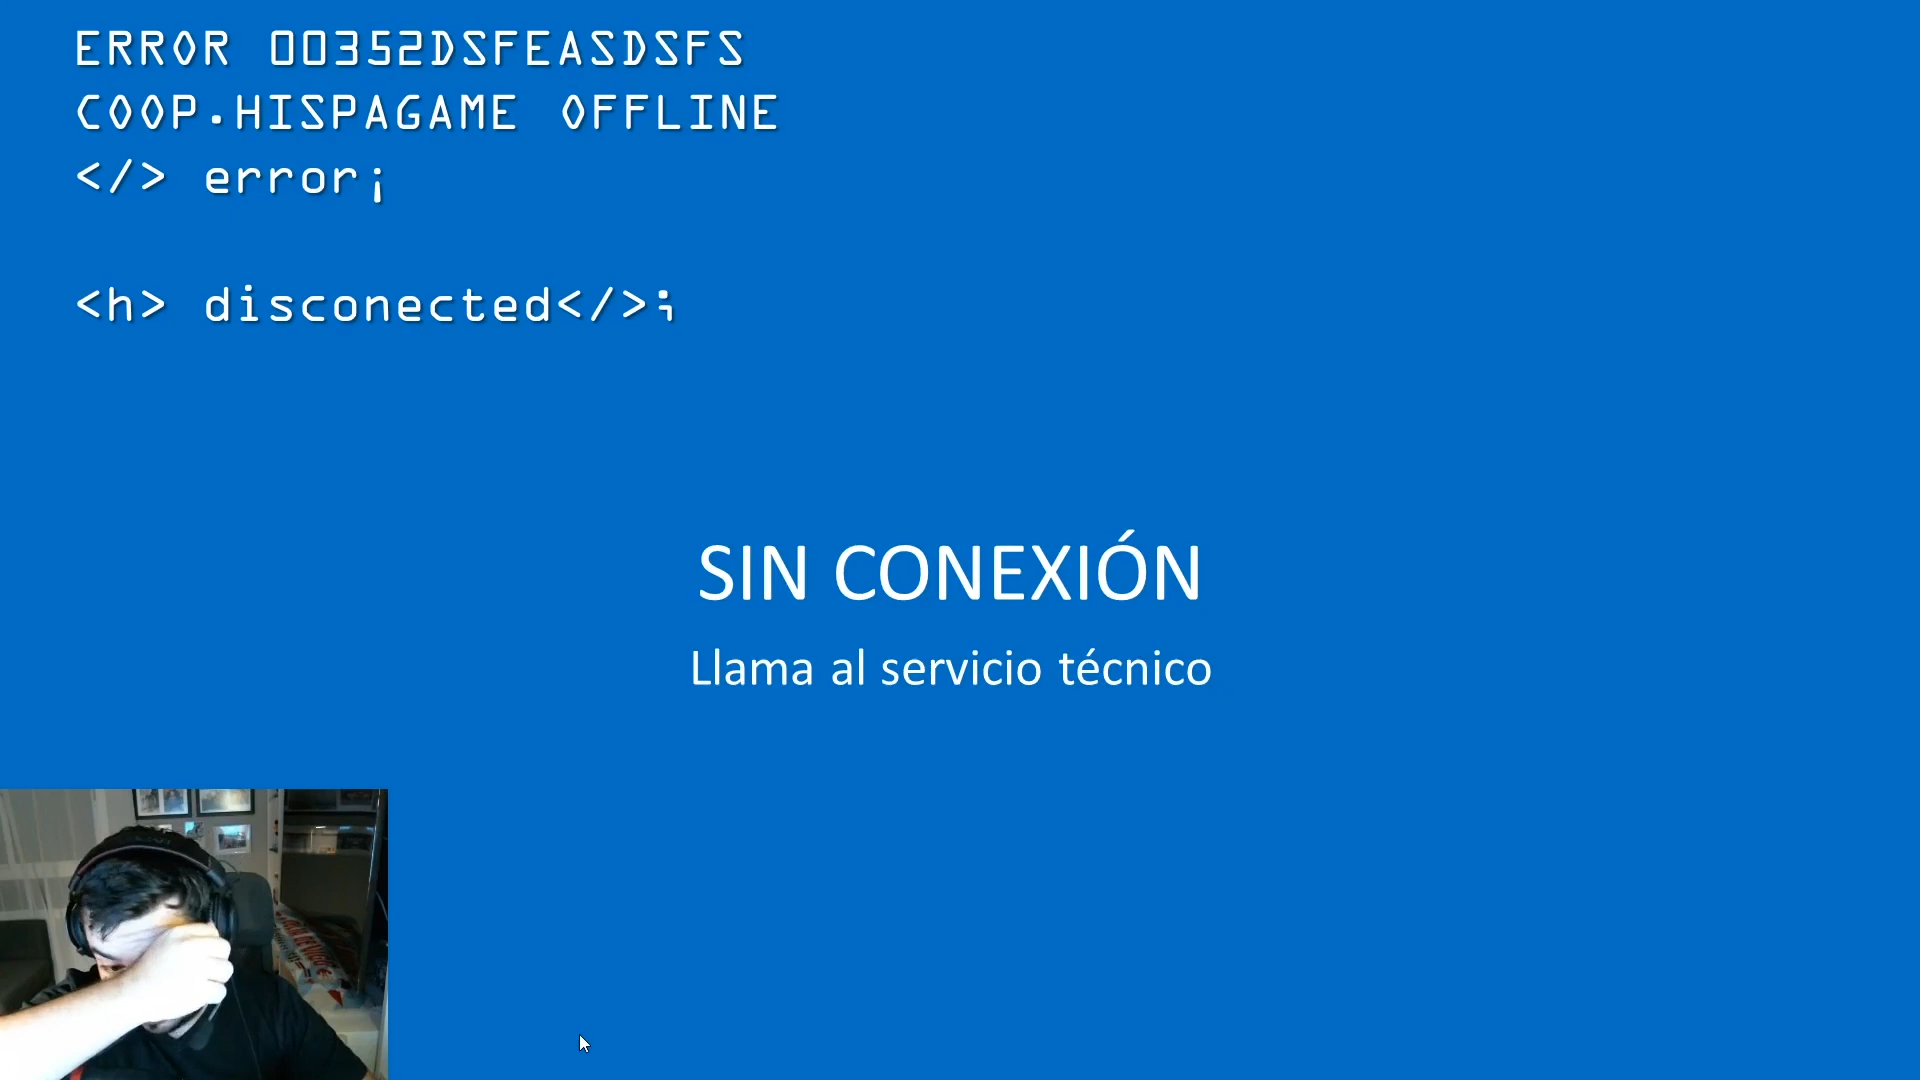 ERROR 00352DSFEASDSFS
COOP.HISPAGAME OFFLINE
</> error¡
<h> disconected</>;
SIN CONEXIÓN
Llama al servicio técnico